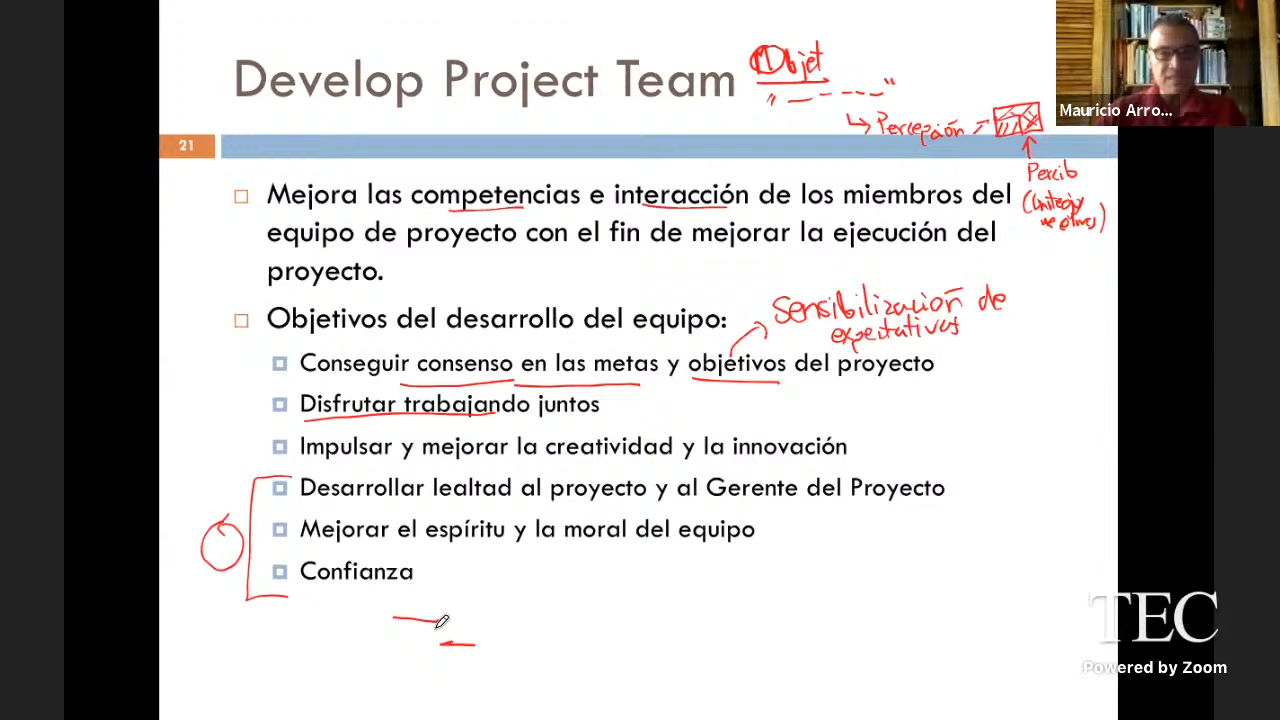 Develop Project Team
Objet
Percepción
Mauricio Arro...
21
Percib
Mejora las competencias e interacción de los miembros del
equipo de proyecto con el fin de mejorar la ejecución del
proyecto.
Sensibilización de
expectativas
Objetivos del desarrollo del equipo:
Conseguir consenso en las metas y objetivos del proyecto
Disfrutar trabajando juntos
Impulsar y mejorar la creatividad y la innovación
Desarrollar lealtad al proyecto y al Gerente del Proyecto
Mejorar el espíritu y la moral del equipo
Confianza
TEC
Powered by Zoom